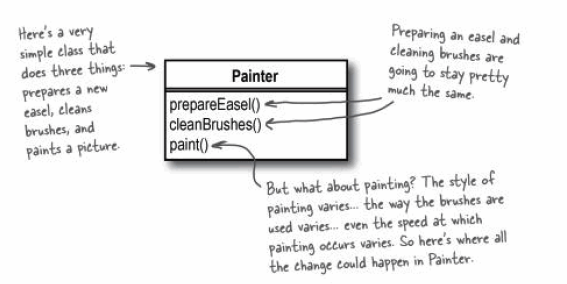 Here's a very
simple class that
does three things:
prepares a new
easel, cleans
brushes, and
paints a picture.
Painter
prepareEasel()
cleanBrushes()
paint()
Preparing an easel and
cleaning brushes are
going to stay pretty
much the same.
But what about painting? The style of
painting varies... the way the brushes are
used varies... even the speed at which
painting occurs varies. So here's where all
the change could happen in Painter.